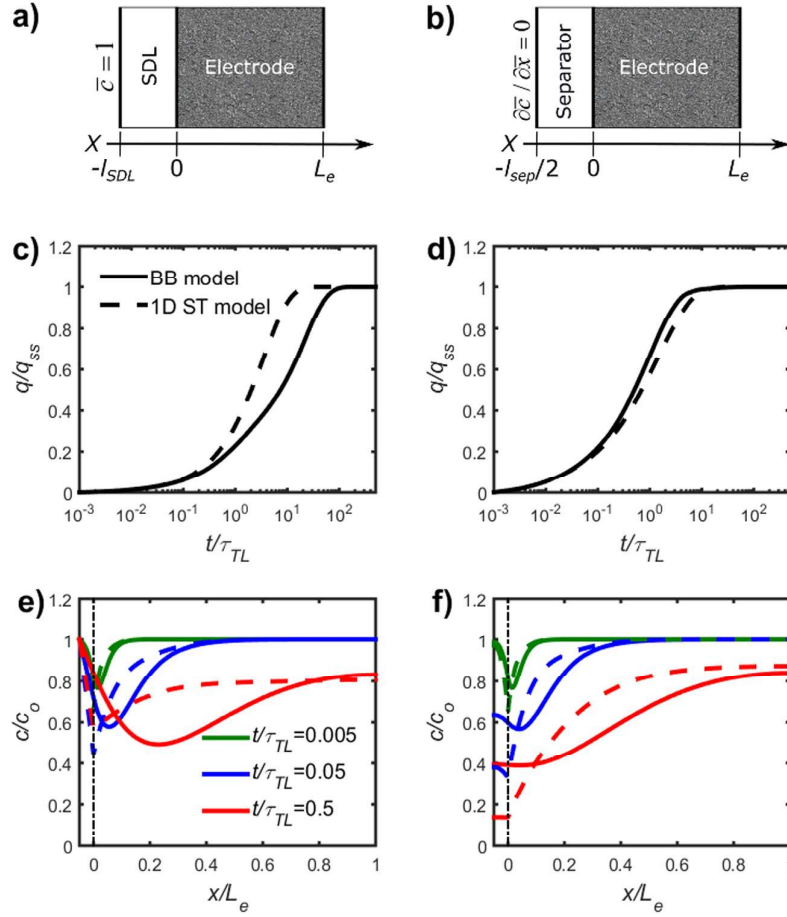 a)
c̅ = 1
SDL
Electrode
X
-l_SDL 0 L_e
b)
∂c̅ / ∂x̅ = 0
Separator
Electrode
X
-l_sep/2 0 L_e
c)
1.2
1
0.8
0.6
0.4
0.2
0
q/q_ss
BB model
1D ST model
10^-3 10^-2 10^-1 10^0 10^1 10^2
t/τ_TL
d)
1.2
1
0.8
0.6
0.4
0.2
0
q/q_ss
10^-3 10^-2 10^-1 10^0 10^1 10^2
t/τ_TL
e)
1.2
1
0.8
0.6
0.4
0.2
0
c/c_o
t/τ_TL=0.005
t/τ_TL=0.05
t/τ_TL=0.5
0 0.2 0.4 0.6 0.8 1
x/L_e
f)
1.2
1
0.8
0.6
0.4
0.2
0
c/c_o
0 0.2 0.4 0.6 0.8 1
x/L_e